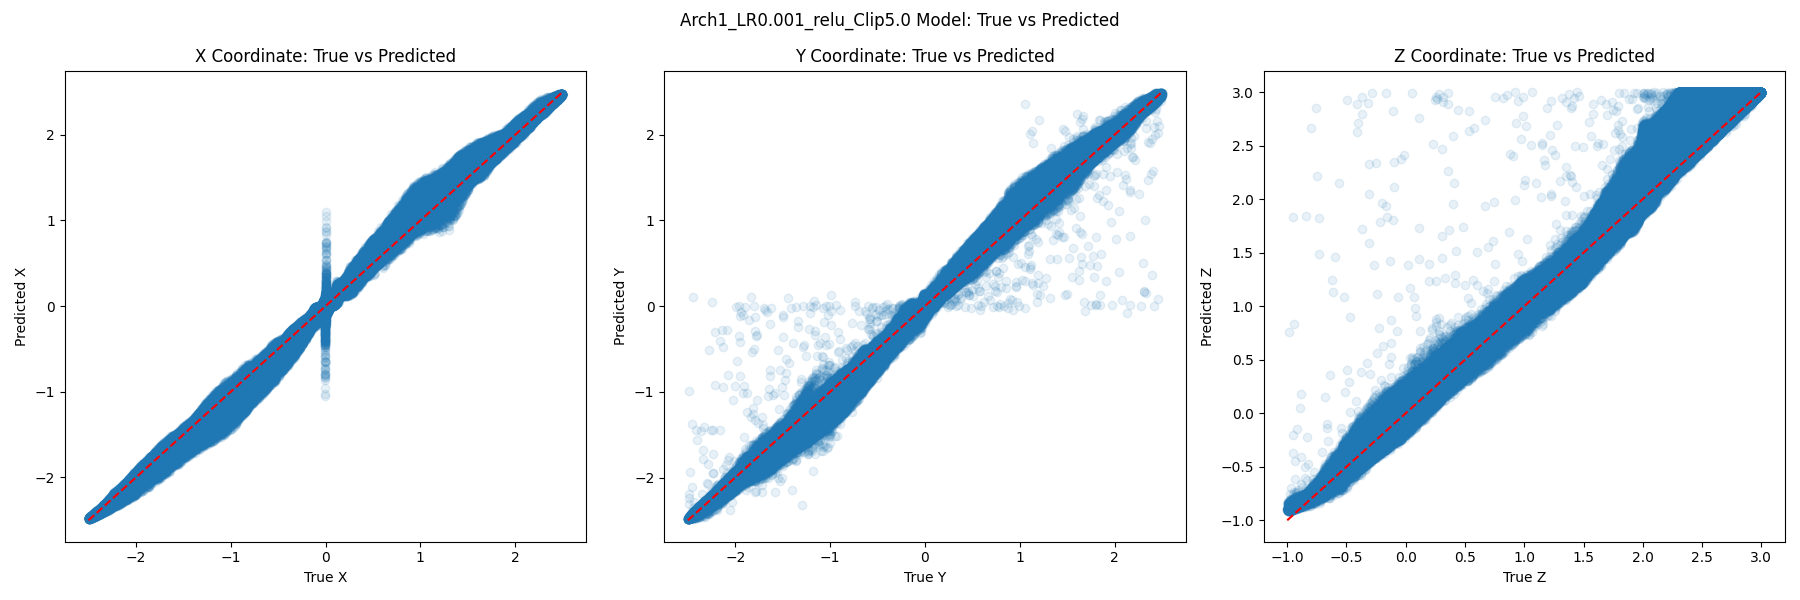 Arch1_LR0.001_relu_Clip5.0 Model: True vs Predicted
X Coordinate: True vs Predicted
2
1
0
−1
−2
Predicted X
−2 −1 0 1 2
True X
Y Coordinate: True vs Predicted
2
1
0
−1
−2
Predicted Y
−2 −1 0 1 2
True Y
Z Coordinate: True vs Predicted
3.0
2.5
2.0
1.5
1.0
0.5
0.0
−0.5
−1.0
Predicted Z
−1.0 −0.5 0.0 0.5 1.0 1.5 2.0 2.5 3.0
True Z